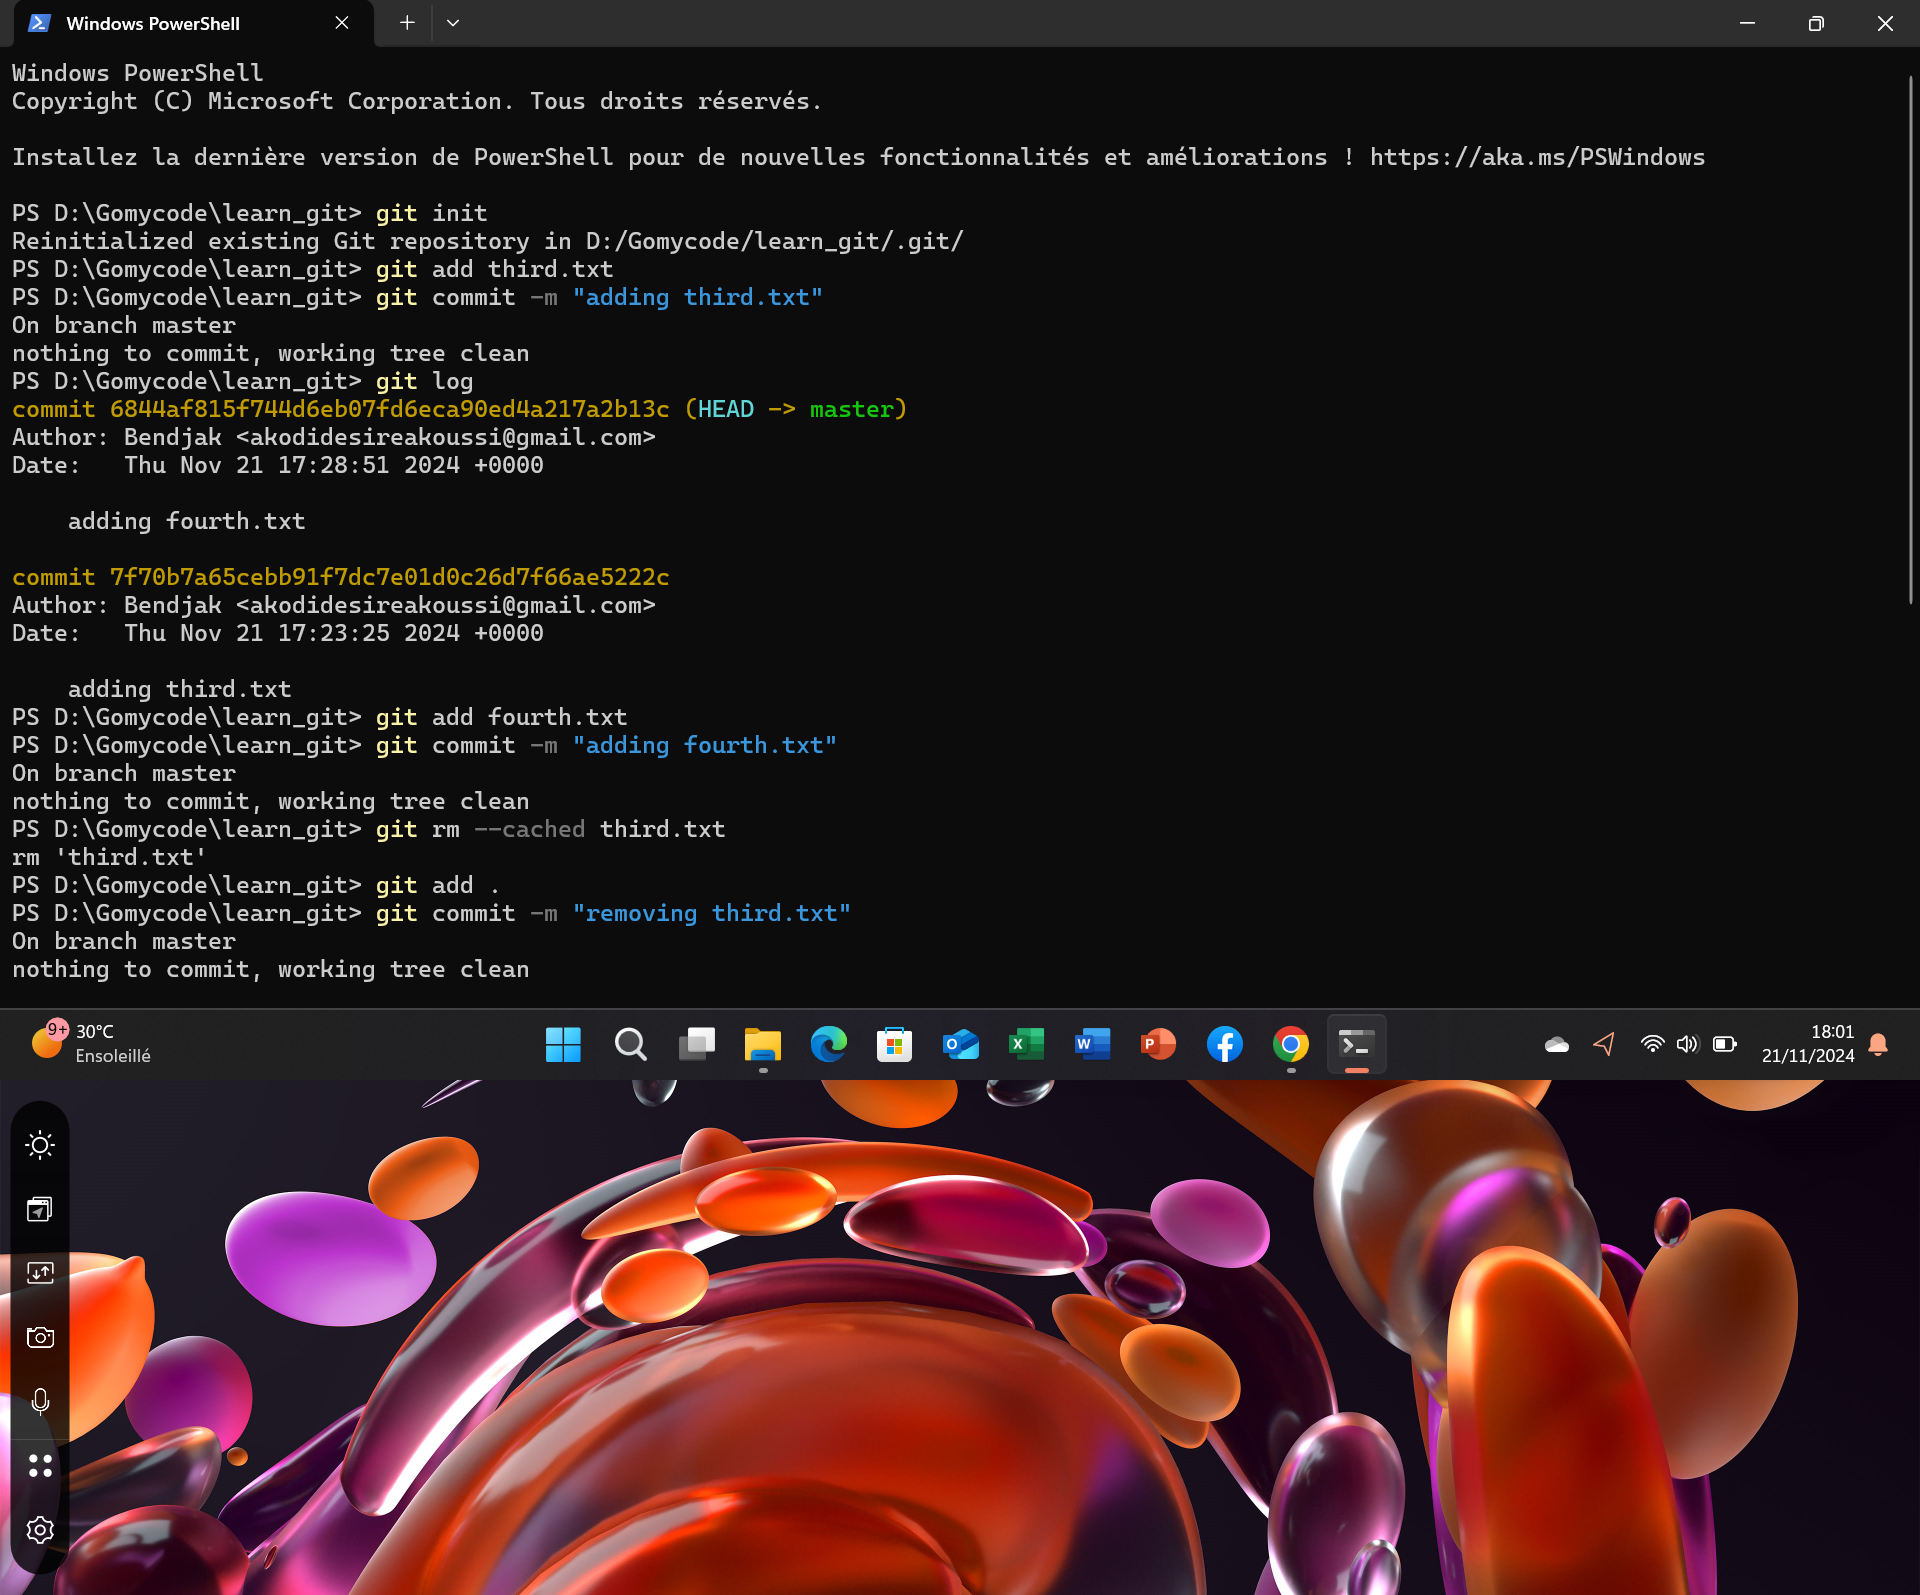 Windows PowerShell
Windows PowerShell
Copyright (C) Microsoft Corporation. Tous droits réservés.
Installez la dernière version de PowerShell pour de nouvelles fonctionnalités et améliorations ! https://aka.ms/PSWindows
PS D:\Gomycode\learn_git> git init
Reinitialized existing Git repository in D:/Gomycode/learn_git/.git/
PS D:\Gomycode\learn_git> git add third.txt
PS D:\Gomycode\learn_git> git commit -m "adding third.txt"
On branch master
nothing to commit, working tree clean
PS D:\Gomycode\learn_git> git log
commit 6844af815f744d6eb07fd6eca90ed4a217a2b13c (HEAD -> master)
Author: Bendjak <akodidesireakoussi@gmail.com>
Date:   Thu Nov 21 17:28:51 2024 +0000
    adding fourth.txt
commit 7f70b7a65cebb91f7dc7e01d0c26d7f66ae5222c
Author: Bendjak <akodidesireakoussi@gmail.com>
Date:   Thu Nov 21 17:23:25 2024 +0000
    adding third.txt
PS D:\Gomycode\learn_git> git add fourth.txt
PS D:\Gomycode\learn_git> git commit -m "adding fourth.txt"
On branch master
nothing to commit, working tree clean
PS D:\Gomycode\learn_git> git rm --cached third.txt
rm 'third.txt'
PS D:\Gomycode\learn_git> git add .
PS D:\Gomycode\learn_git> git commit -m "removing third.txt"
On branch master
nothing to commit, working tree clean
9+ 30°C
Ensoleillé
18:01
21/11/2024